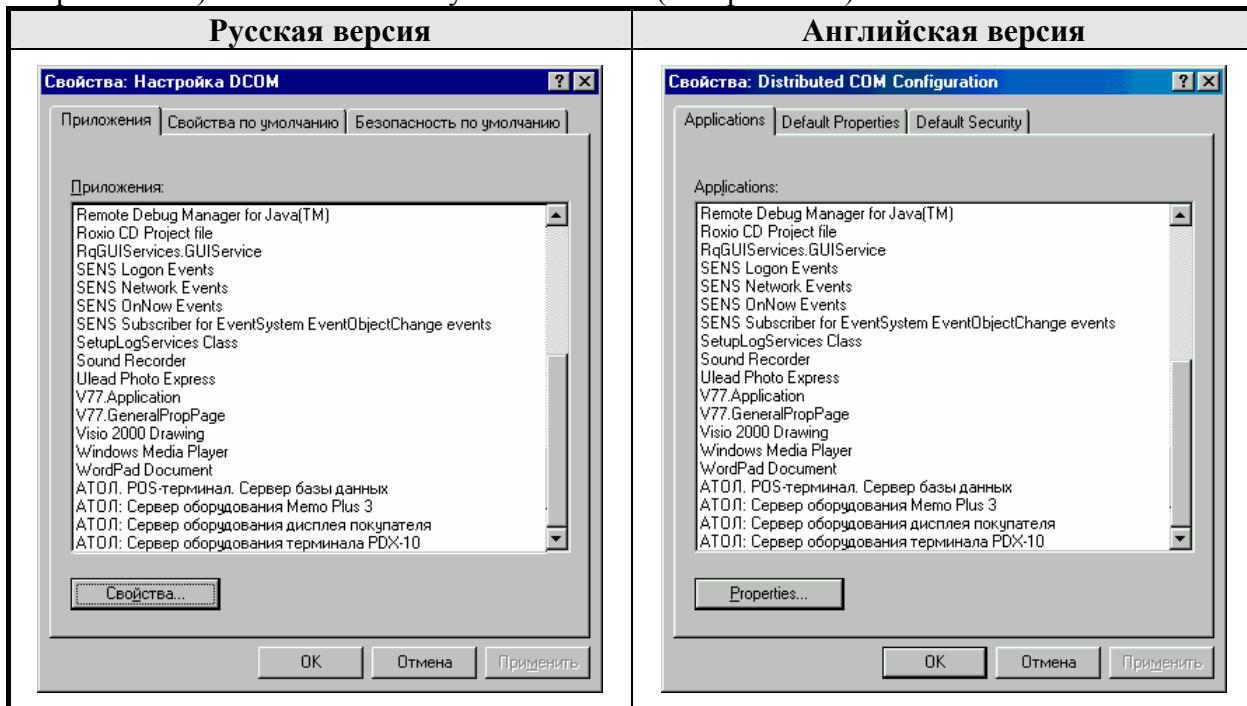 Русская версия
Английская версия
Свойства: Настройка DCOM
Приложения
Свойства по умолчанию
Безопасность по умолчанию
Приложения:
Remote Debug Manager for Java(TM)
Roxio CD Project file
RqGUIServices.GUIService
SENS Logon Events
SENS Network Events
SENS OnNow Events
SENS Subscriber for EventSystem EventObjectChange events
SetupLogServices Class
Sound Recorder
Ulead Photo Express
V77.Application
V77.GeneralPropPage
Visio 2000 Drawing
Windows Media Player
WordPad Document
АТОЛ. POS-терминал. Сервер базы данных
АТОЛ: Сервер оборудования Memo Plus 3
АТОЛ: Сервер оборудования дисплея покупателя
АТОЛ: Сервер оборудования терминала PDX-10
Свойства...
OK
Отмена
Применить
Свойства: Distributed COM Configuration
Applications
Default Properties
Default Security
Applications:
Remote Debug Manager for Java(TM)
Roxio CD Project file
RqGUIServices.GUIService
SENS Logon Events
SENS Network Events
SENS OnNow Events
SENS Subscriber for EventSystem EventObjectChange events
SetupLogServices Class
Sound Recorder
Ulead Photo Express
V77.Application
V77.GeneralPropPage
Visio 2000 Drawing
Windows Media Player
WordPad Document
АТОЛ. POS-терминал. Сервер базы данных
АТОЛ: Сервер оборудования Memo Plus 3
АТОЛ: Сервер оборудования дисплея покупателя
АТОЛ: Сервер оборудования терминала PDX-10
Properties...
OK
Отмена
Применить